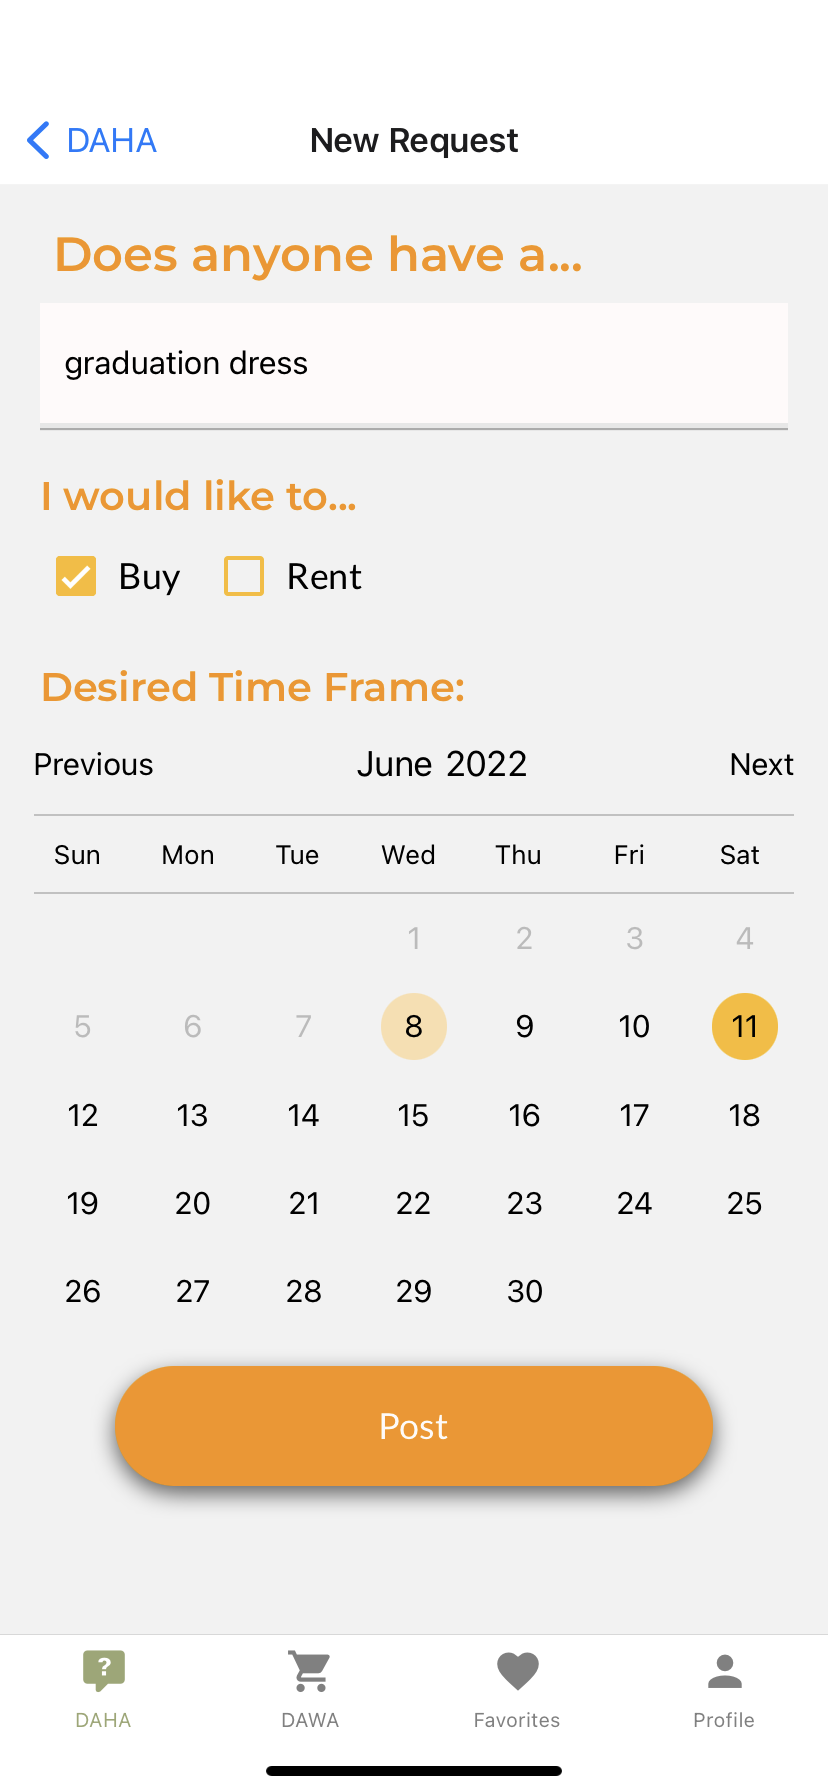 DAHA New Request
Does anyone have a...
graduation dress
I would like to...
Buy Rent
Desired Time Frame:
Previous June 2022 Next
Sun Mon Tue Wed Thu Fri Sat
1 2 3 4
5 6 7 8 9 10 11
12 13 14 15 16 17 18
19 20 21 22 23 24 25
26 27 28 29 30
Post
?
DAHA DAWA Favorites Profile